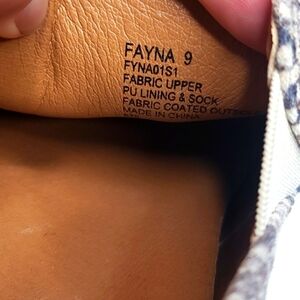 FAYNA 9
FYNA01S1
FABRIC UPPER
PU LINING & SOCK
FABRIC COATED OUTSOLE
MADE IN CHINA